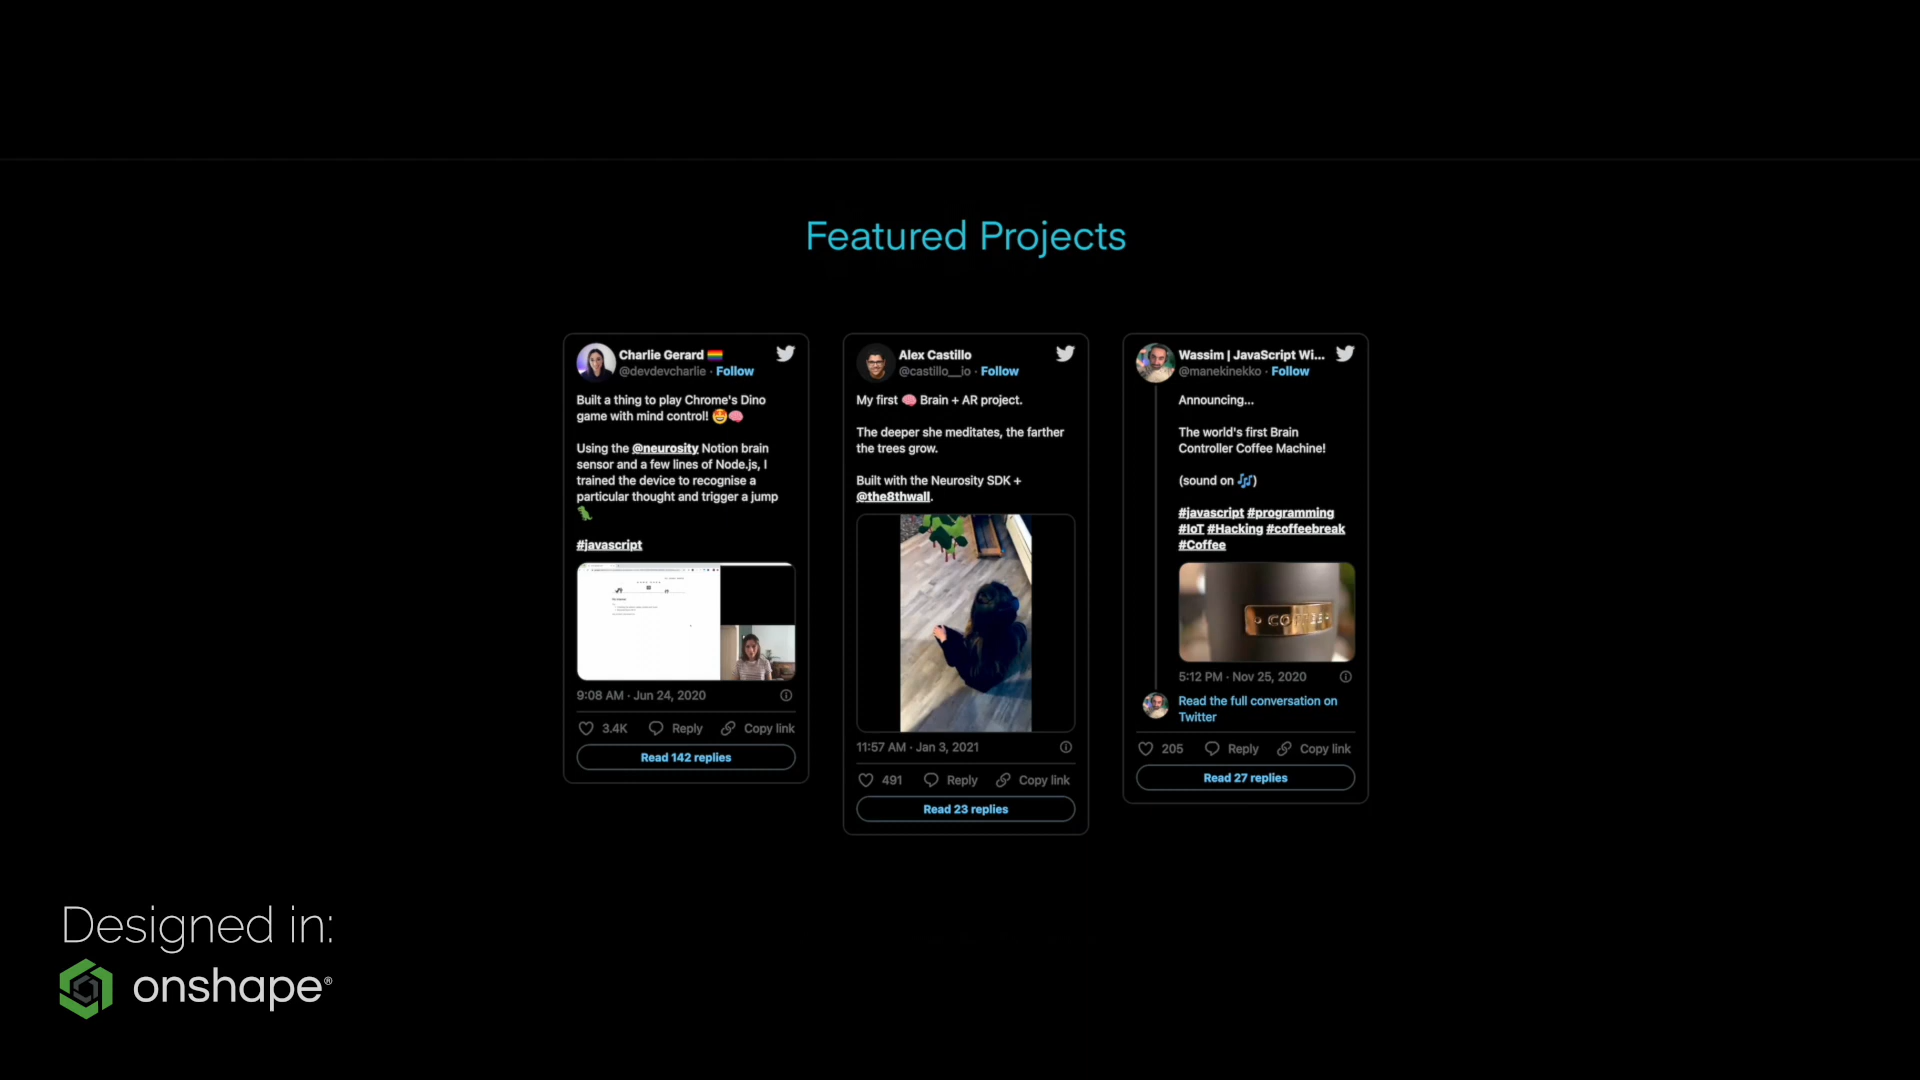 Featured Projects
Charlie Gerard 🏳️‍🌈
@devdevcharlie · Follow
Built a thing to play Chrome's Dino
game with mind control! 🤩🧠
Using the @neurosity Notion brain
sensor and a few lines of Node.js, I
trained the device to recognise a
particular thought and trigger a jump
🦖
#javascript
9:08 AM · Jun 24, 2020
3.4K Reply Copy link
Read 142 replies
Alex Castillo
@castillo__io · Follow
My first 🧠 Brain + AR project.
The deeper she meditates, the farther
the trees grow.
Built with the Neurosity SDK +
@the8thwall.
11:57 AM · Jan 3, 2021
491 Reply Copy link
Read 23 replies
Wassim | JavaScript Wi...
@manekinekko · Follow
Announcing...
The world's first Brain
Controller Coffee Machine!
(sound on 🎶)
#javascript #programming
#IoT #Hacking #coffeebreak
#Coffee
COFFEE
5:12 PM · Nov 25, 2020
Read the full conversation on
Twitter
205 Reply Copy link
Read 27 replies
Designed in:
onshape®